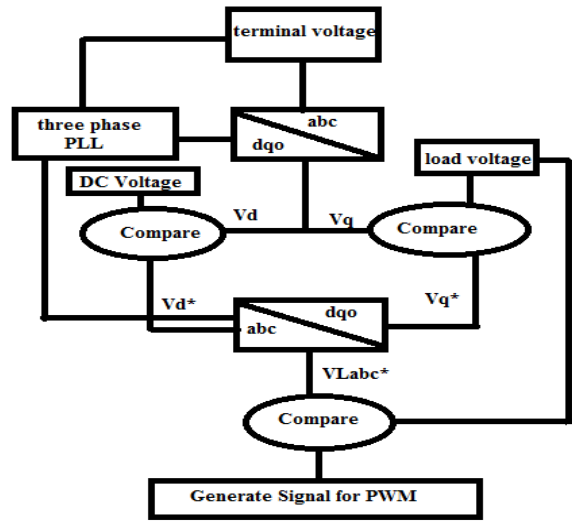 terminal voltage
three phase
PLL
abc
dqo
load voltage
DC Voltage
Vd
Vq
Compare
Compare
Vd*
Vq*
dqo
abc
VLabc*
Compare
Generate Signal for PWM